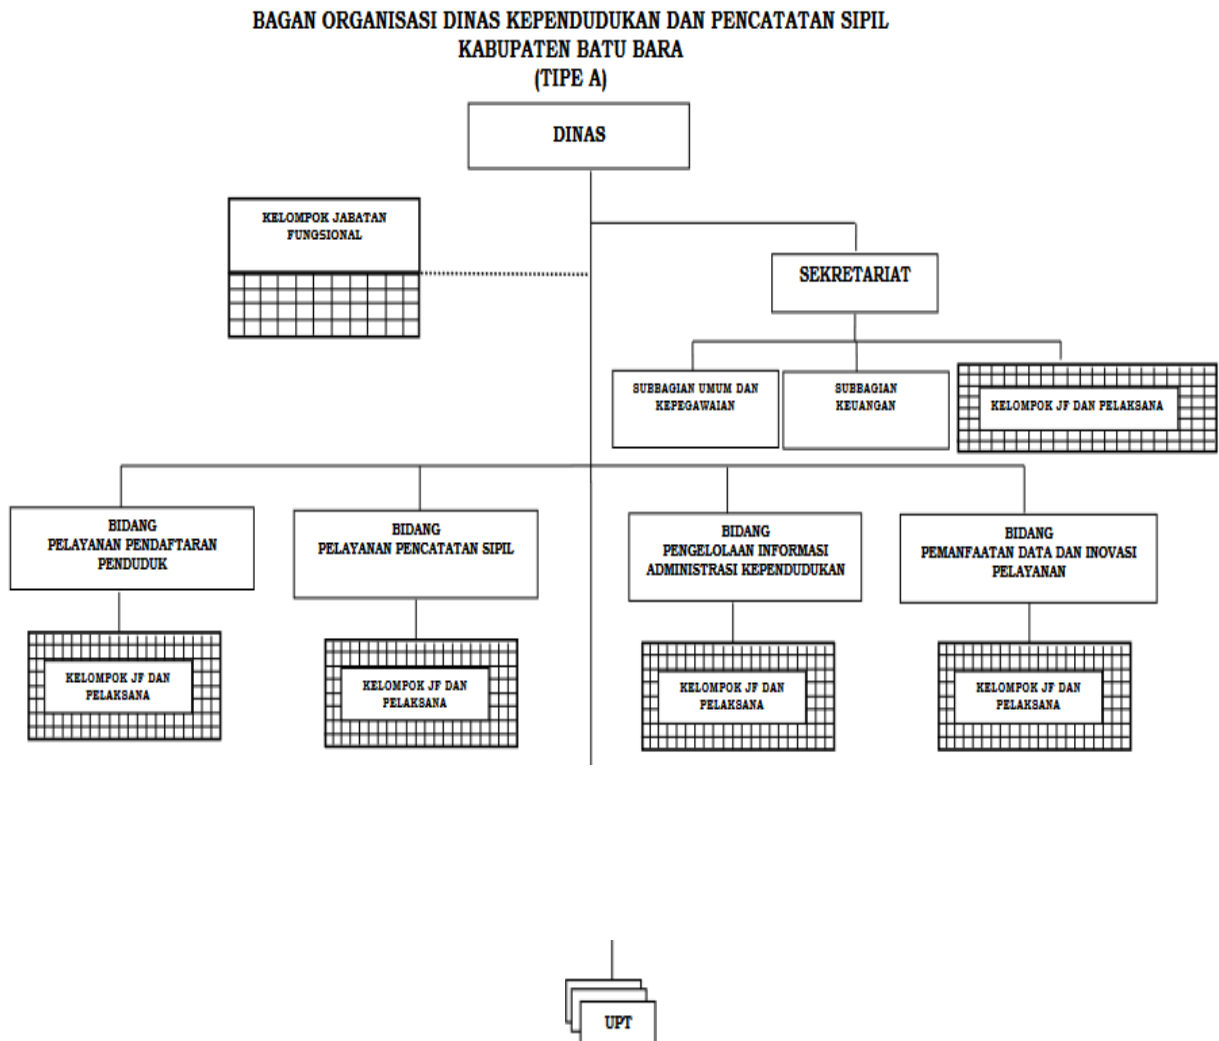 BAGAN ORGANISASI DINAS KEPENDUDUKAN DAN PENCATATAN SIPIL
KABUPATEN BATU BARA
(TIPE A)
DINAS
KELOMPOK JABATAN
FUNGSIONAL
SEKRETARIAT
SUBBAGIAN UMUM DAN
KEPEGAWAIAN
SUBBAGIAN
KEUANGAN
KELOMPOK JF DAN PELAKSANA
BIDANG
PELAYANAN PENDAFTARAN
PENDUDUK
BIDANG
PELAYANAN PENCATATAN SIPIL
BIDANG
PENGELOLAAN INFORMASI
ADMINISTRASI KEPENDUDUKAN
BIDANG
PEMANFAATAN DATA DAN INOVASI
PELAYANAN
KELOMPOK JF DAN
PELAKSANA
KELOMPOK JF DAN
PELAKSANA
KELOMPOK JF DAN
PELAKSANA
KELOMPOK JF DAN
PELAKSANA
UPT